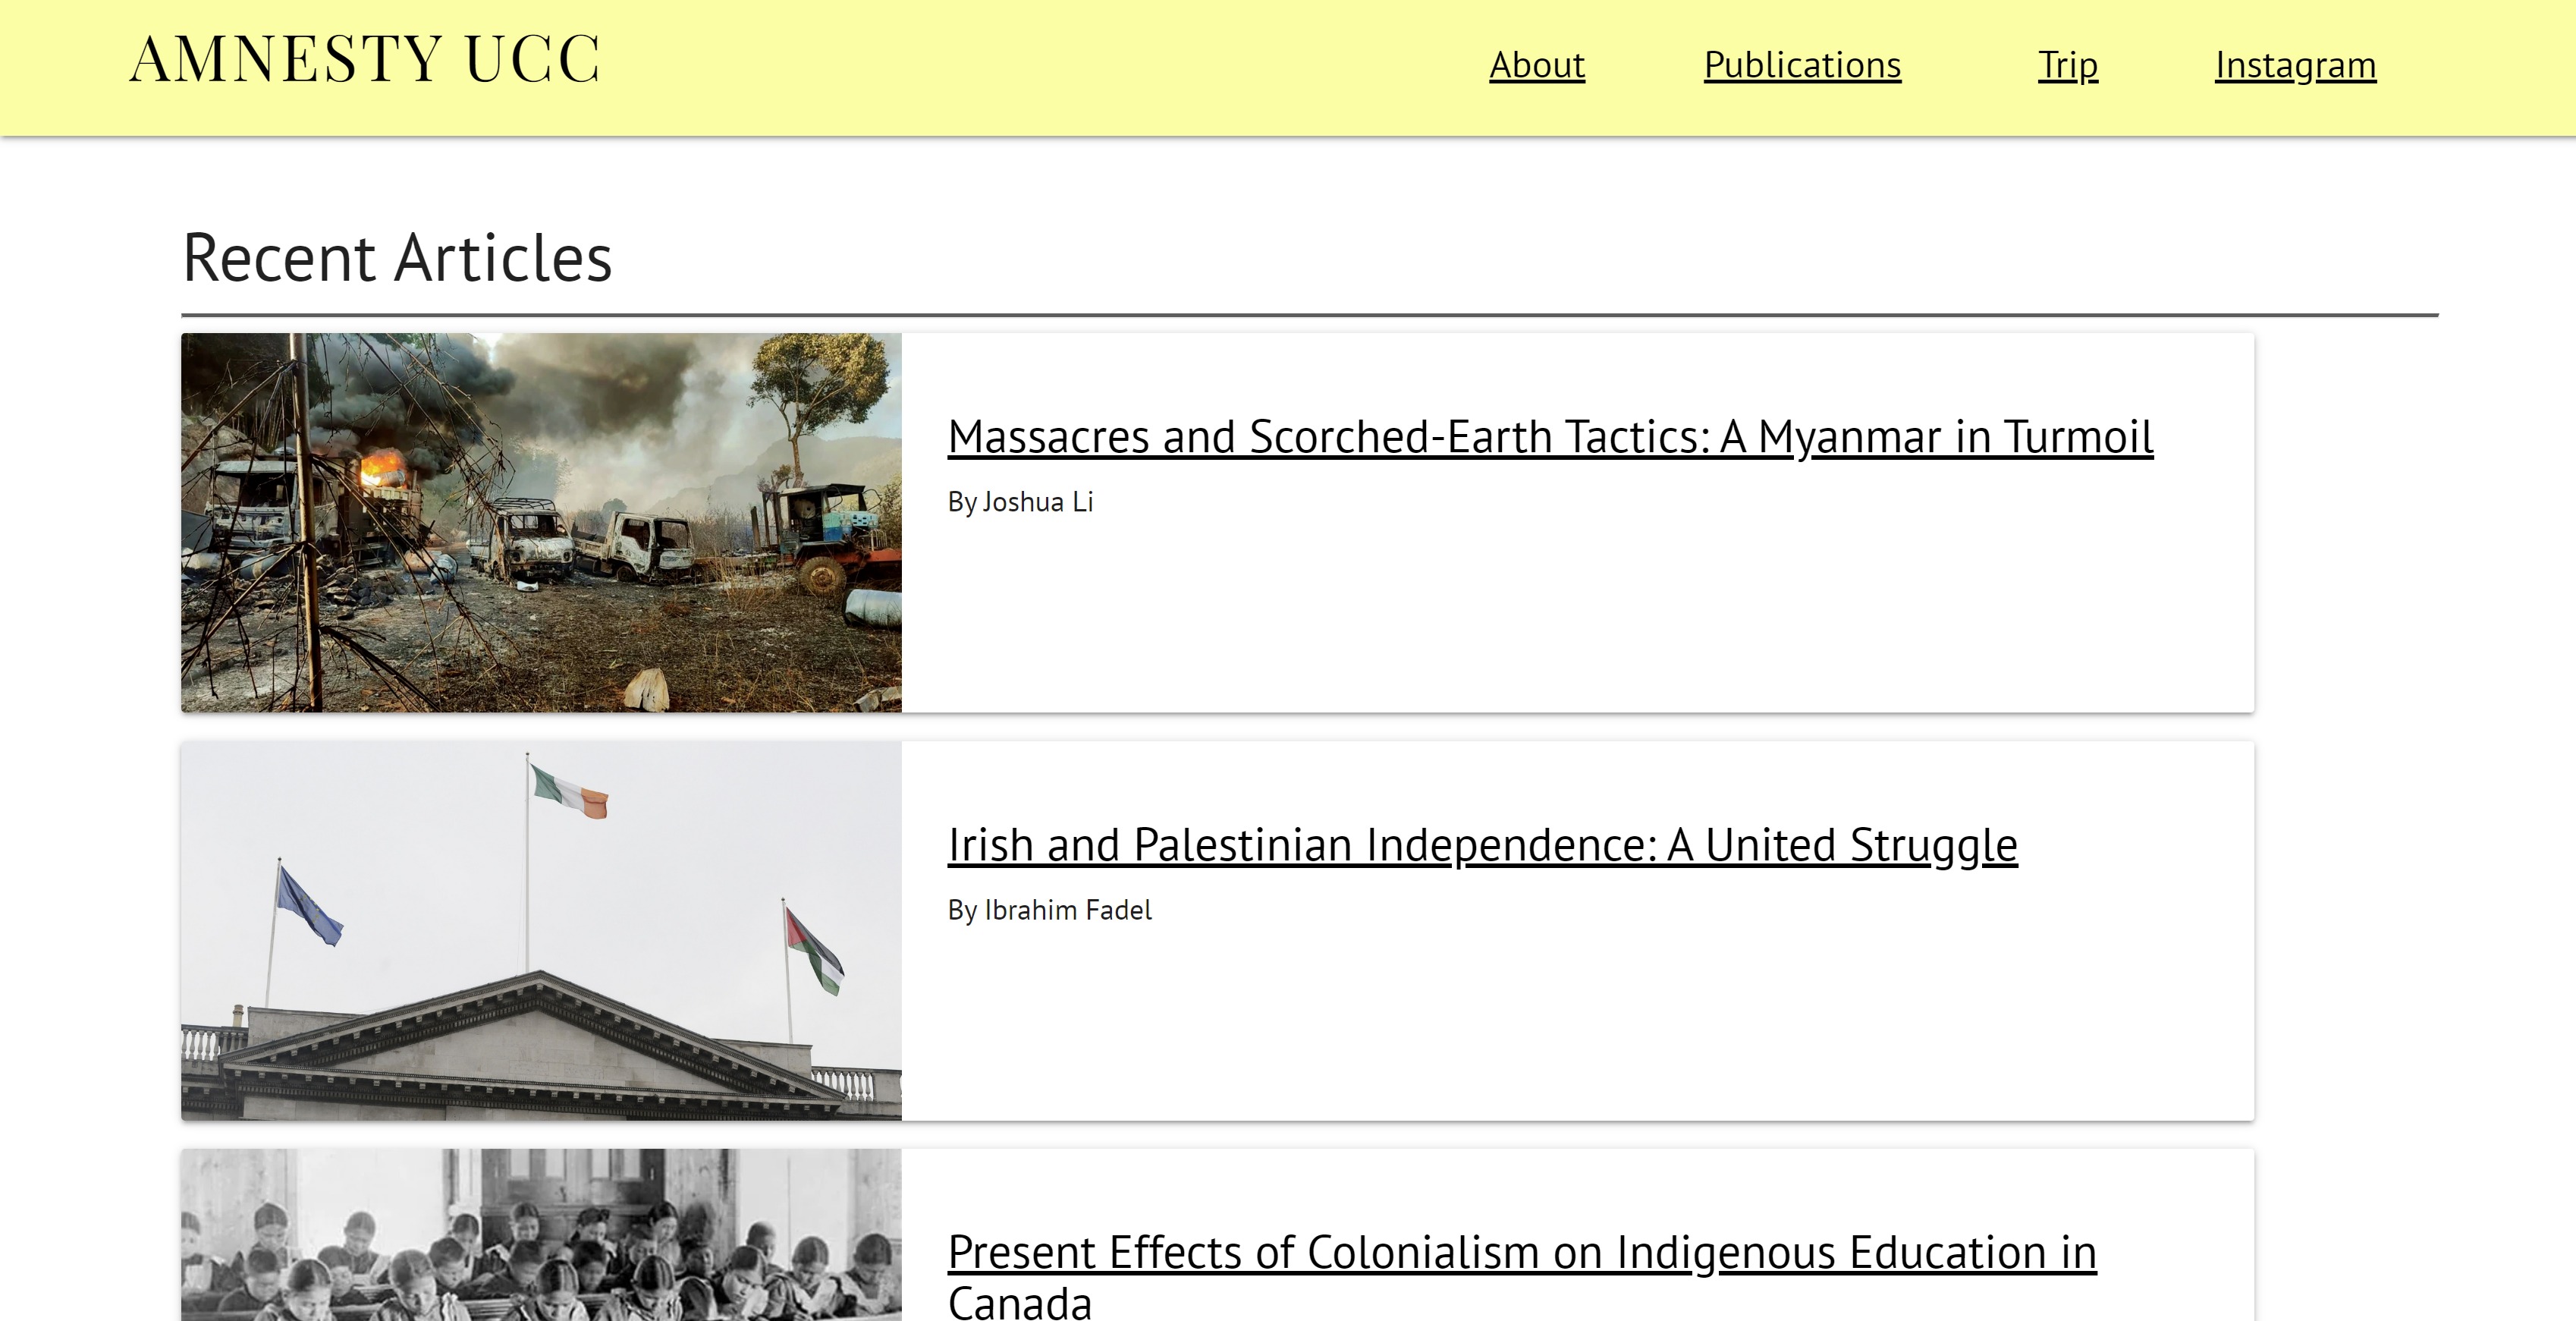 AMNESTY UCC
About
Publications
Trip
Instagram
Recent Articles
Massacres and Scorched-Earth Tactics: A Myanmar in Turmoil
By Joshua Li
Irish and Palestinian Independence: A United Struggle
By Ibrahim Fadel
Present Effects of Colonialism on Indigenous Education in
Canada